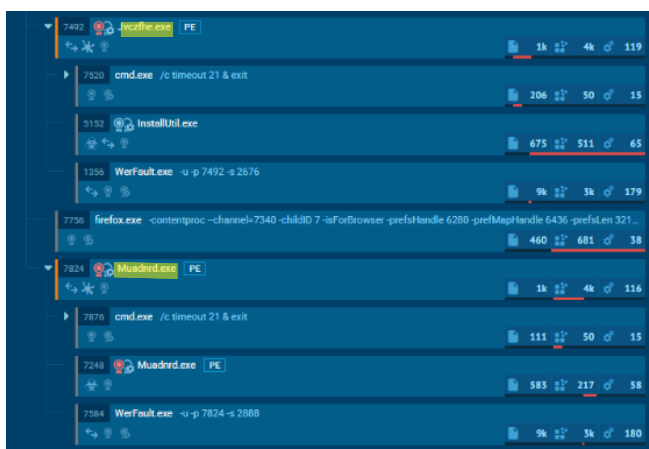 7492 Jvczfhe.exe PE
1k 4k 119
7520 cmd.exe /c timeout 21 & exit
206 50 15
5152 InstallUtil.exe
675 511 65
1356 WerFault.exe -u -p 7492 -s 2676
9k 3k 179
7756 firefox.exe -contentproc --channel=7340 -childID 7 -isForBrowser -prefsHandle 6280 -prefMapHandle 6436 -prefsLen 321...
460 681 38
7824 Muadnrd.exe PE
1k 4k 116
7876 cmd.exe /c timeout 21 & exit
111 50 15
7248 Muadnrd.exe PE
583 217 58
7584 WerFault.exe -u -p 7824 -s 2888
9k 3k 180